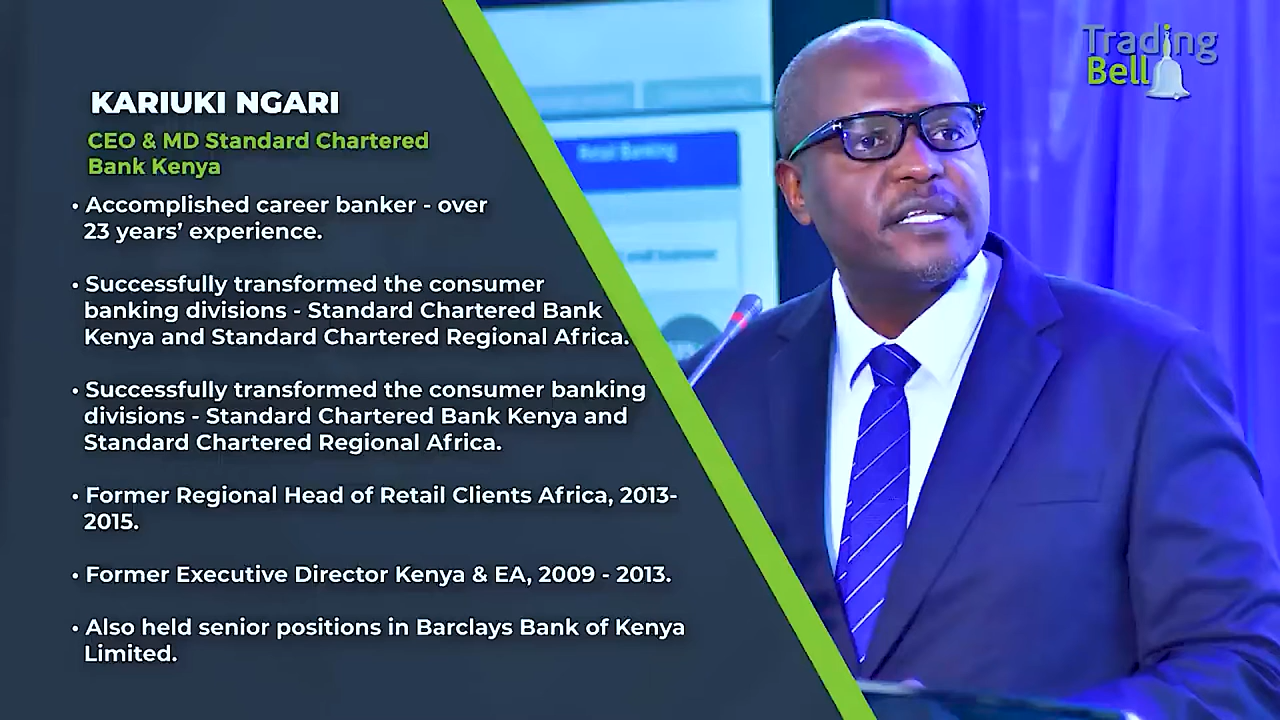 KARIUKI NGARI
CEO & MD Standard Chartered
Bank Kenya
• Accomplished career banker - over
23 years’ experience.
• Successfully transformed the consumer
banking divisions - Standard Chartered Bank
Kenya and Standard Chartered Regional Africa.
• Successfully transformed the consumer banking
divisions - Standard Chartered Bank Kenya and
Standard Chartered Regional Africa.
• Former Regional Head of Retail Clients Africa, 2013-
2015.
• Former Executive Director Kenya & EA, 2009 - 2013.
• Also held senior positions in Barclays Bank of Kenya
Limited.
Trading
Bell
Retail Banking